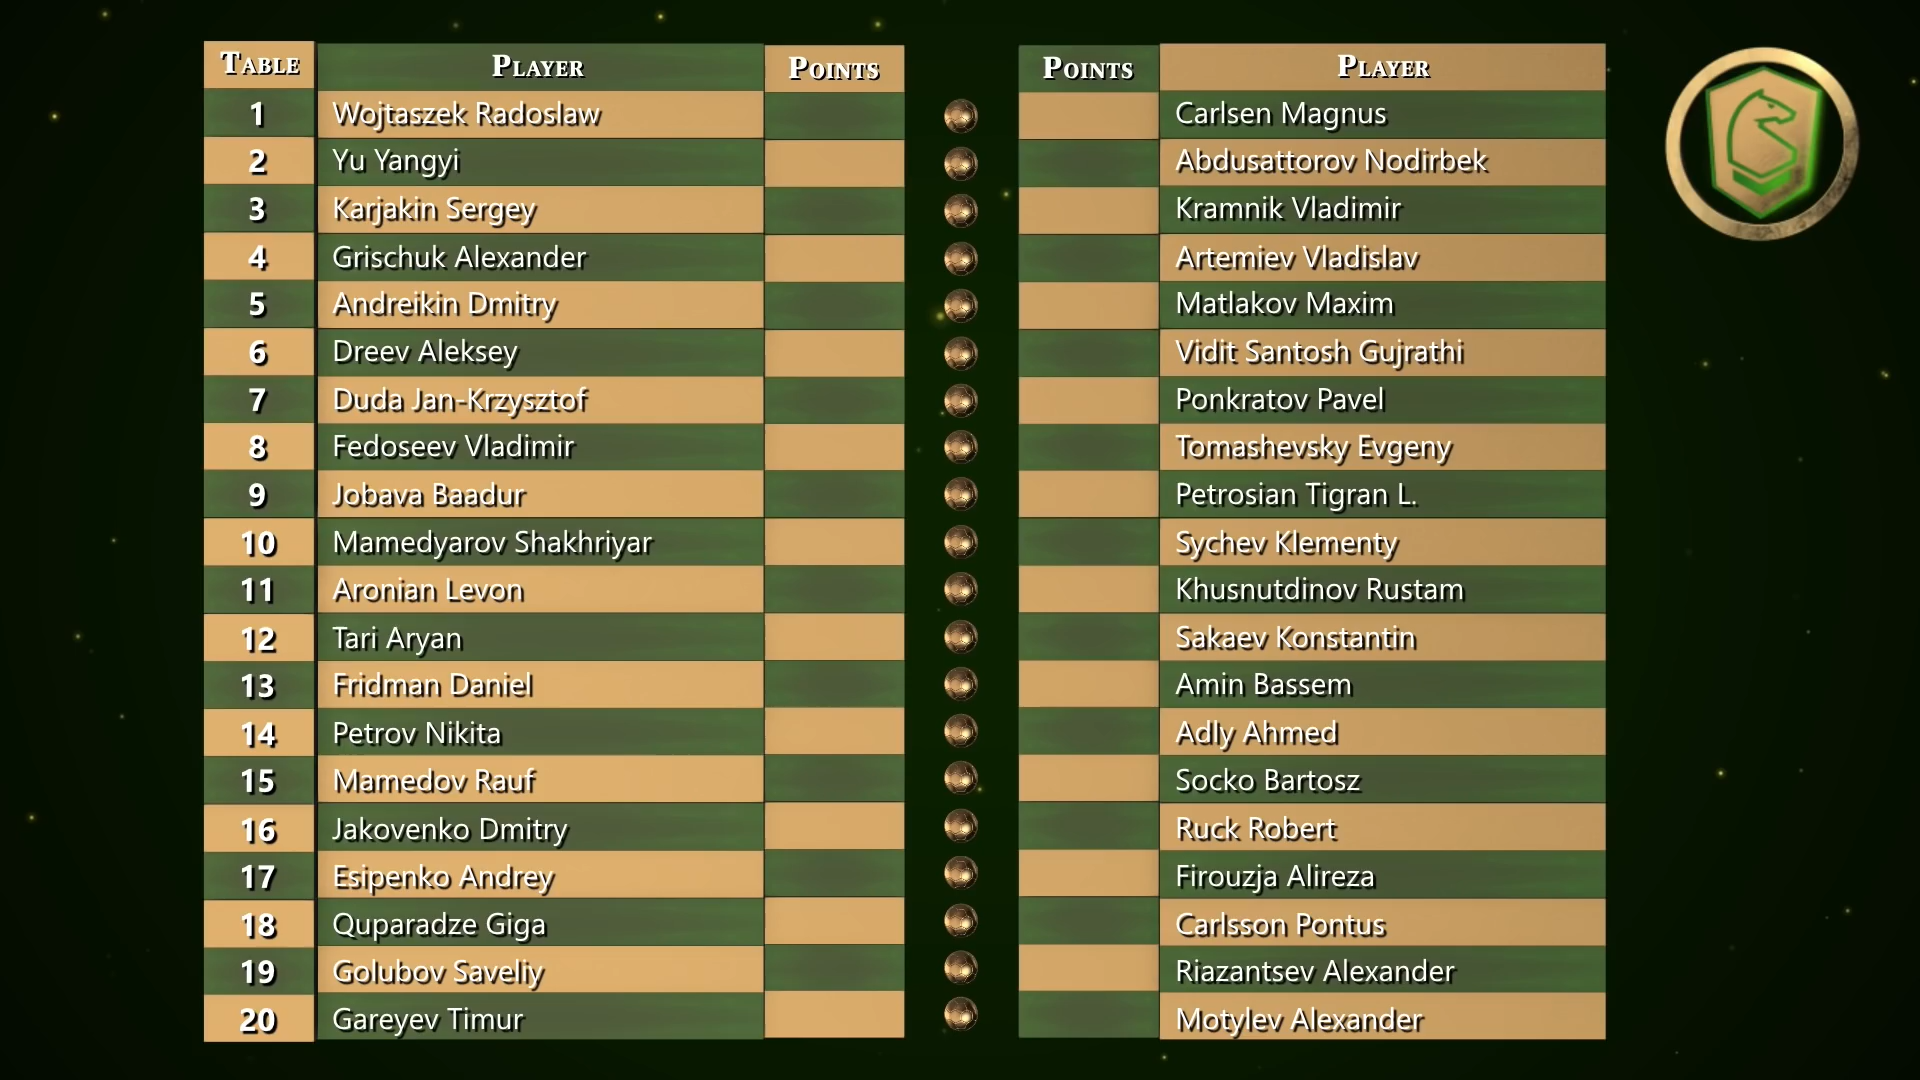 Table Player Points Points Player
1 Wojtaszek Radoslaw Carlsen Magnus
2 Yu Yangyi Abdusattorov Nodirbek
3 Karjakin Sergey Kramnik Vladimir
4 Grischuk Alexander Artemiev Vladislav
5 Andreikin Dmitry Matlakov Maxim
6 Dreev Aleksey Vidit Santosh Gujrathi
7 Duda Jan-Krzysztof Ponkratov Pavel
8 Fedoseev Vladimir Tomashevsky Evgeny
9 Jobava Baadur Petrosian Tigran L.
10 Mamedyarov Shakhriyar Sychev Klementy
11 Aronian Levon Khusnutdinov Rustam
12 Tari Aryan Sakaev Konstantin
13 Fridman Daniel Amin Bassem
14 Petrov Nikita Adly Ahmed
15 Mamedov Rauf Socko Bartosz
16 Jakovenko Dmitry Ruck Robert
17 Esipenko Andrey Firouzja Alireza
18 Quparadze Giga Carlsson Pontus
19 Golubov Saveliy Riazantsev Alexander
20 Gareyev Timur Motylev Alexander